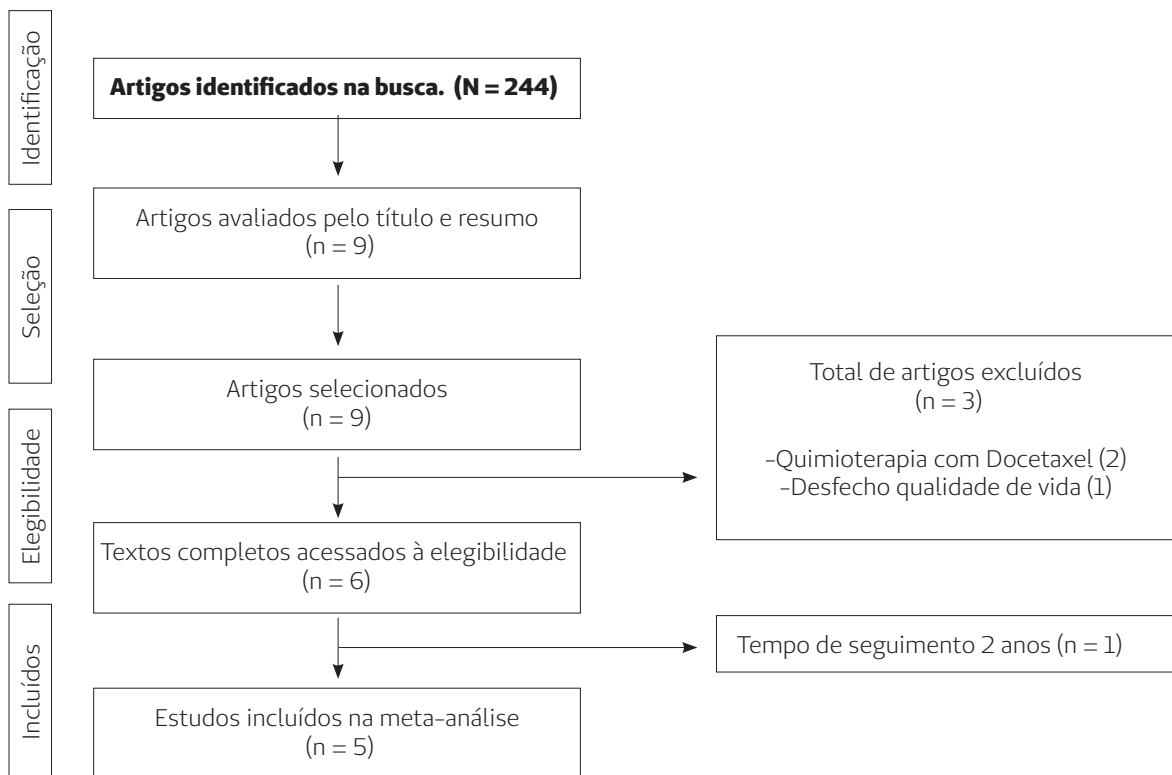 Identificação
Artigos identificados na busca. (N = 244)
Seleção
Artigos avaliados pelo título e resumo
(n = 9)
Artigos selecionados
(n = 9)
Total de artigos excluídos
(n = 3)
-Quimioterapia com Docetaxel (2)
-Desfecho qualidade de vida (1)
Elegibilidade
Textos completos acessados à elegibilidade
(n = 6)
Tempo de seguimento 2 anos (n = 1)
Incluídos
Estudos incluídos na meta-análise
(n = 5)